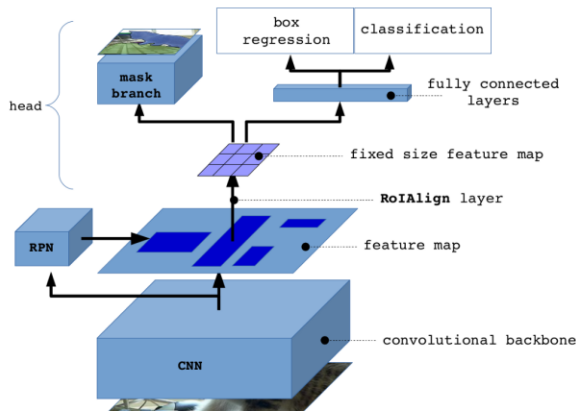 box
regression
classification
mask
branch
fully connected
layers
head
fixed size feature map
RoIAlign layer
RPN
feature map
convolutional backbone
CNN